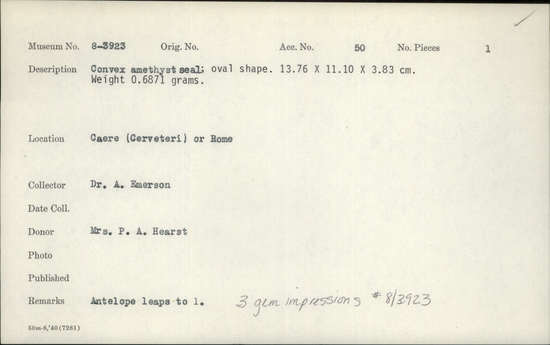 Museum No. 8-3923 Orig. No. Acc. No. 50 No. Pieces 1
Description Convex amethyst seal; oval shape. 13.76 X 11.10 X 3.83 cm.
Weight 0.6871 grams.
Location Caere (Cerveteri) or Rome
Collector Dr. A. Emerson
Date Coll.
Donor Mrs. P. A. Hearst
Photo
Published
Remarks Antelope leaps to l. 3 gem impressions #8/3923
50m-8,'40(7281)